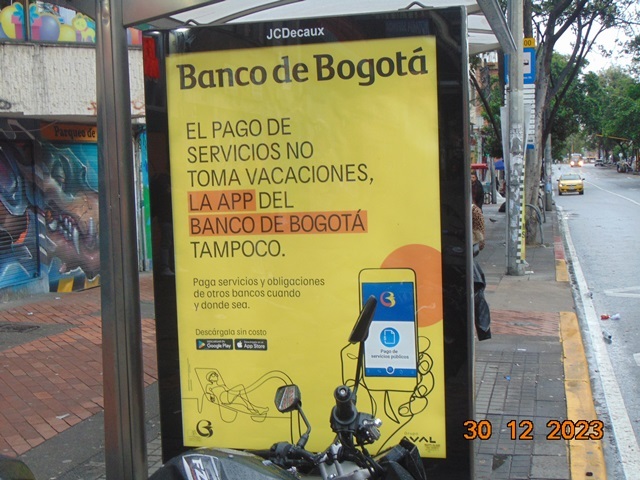 JCDecaux
Banco de Bogotá
EL PAGO DE
SERVICIOS NO
TOMA VACACIONES,
LA APP DEL
BANCO DE BOGOTÁ
TAMPOCO.
Paga servicios y obligaciones
de otros bancos cuando
y donde sea.
Descárgala sin costo
Google Play
App Store
Pago de
servicios públicos
AVAL
Parques de
30 12 2023